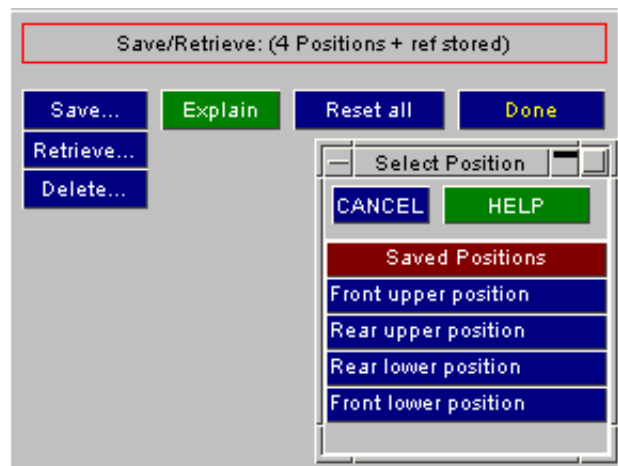 Save/Retrieve: (4 Positions + ref stored)
Save... Explain Reset all Done
Retrieve...
Delete...
Select Position
CANCEL HELP
Saved Positions
Front upper position
Rear upper position
Rear lower position
Front lower position